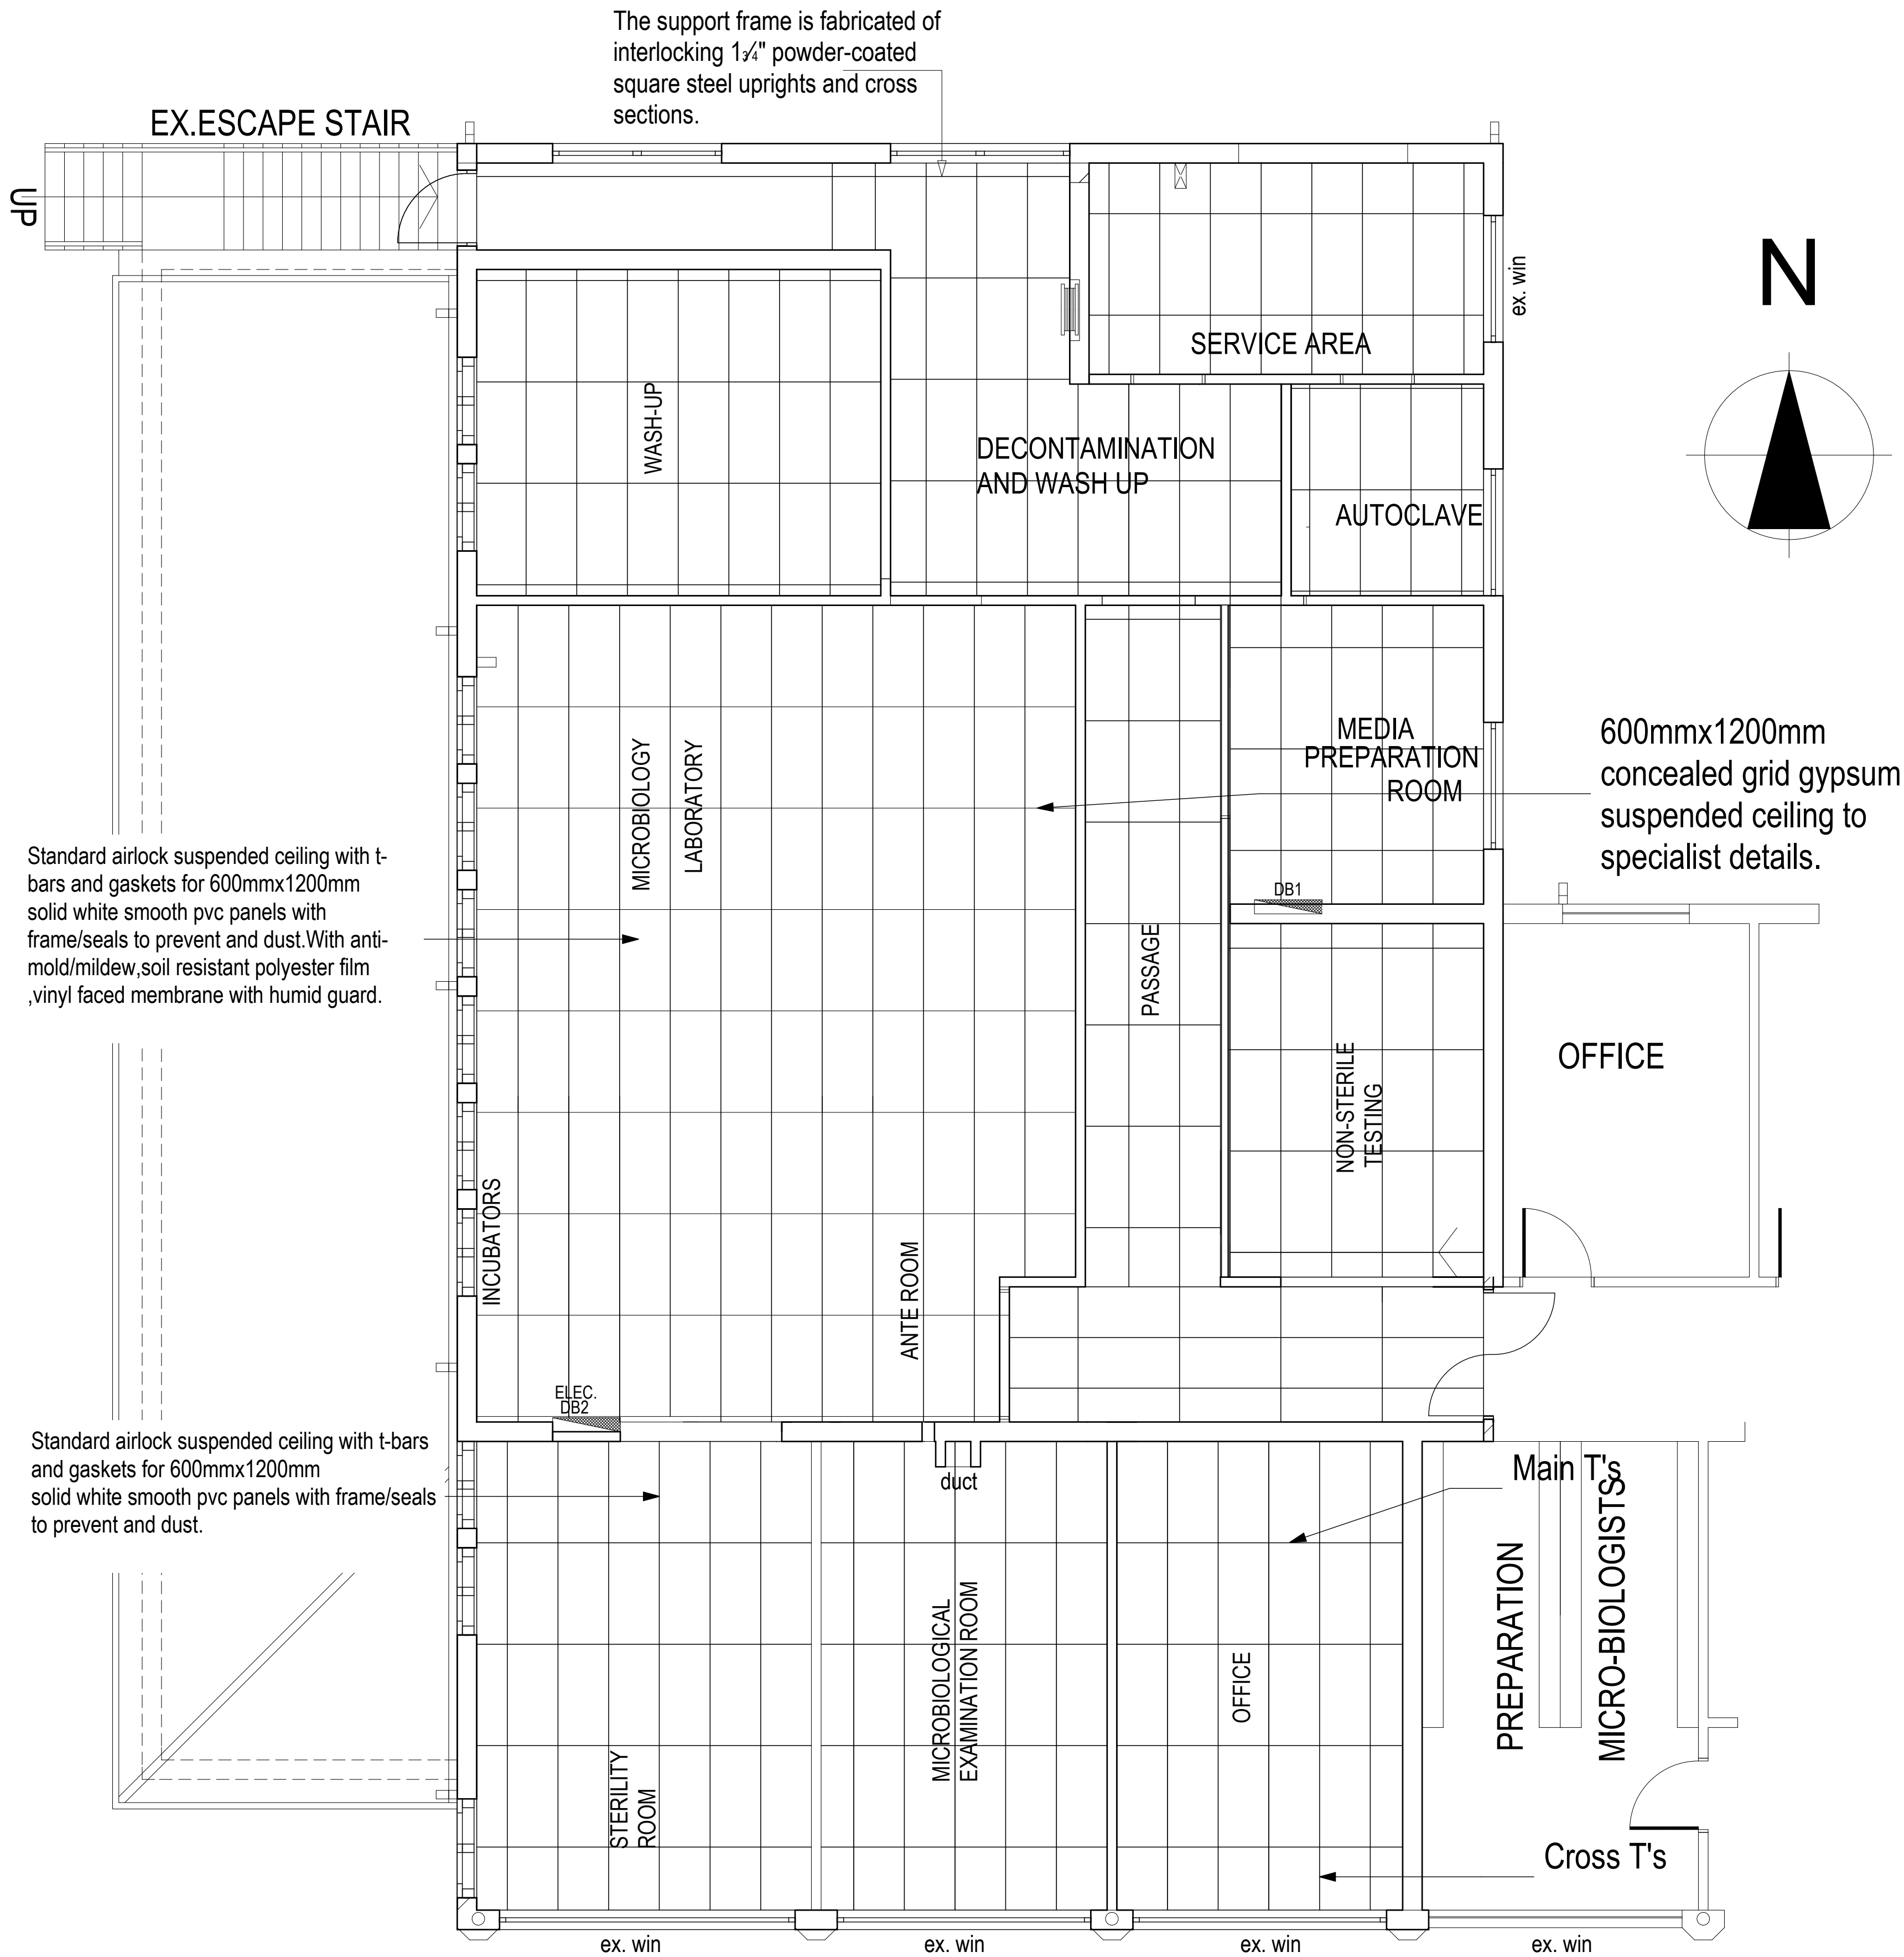 The support frame is fabricated of
interlocking 1¾" powder-coated
square steel uprights and cross
sections.
EX.ESCAPE STAIR
UP
N
ex. win
SERVICE AREA
WASH-UP
DECONTAMINATION
AND WASH UP
AUTOCLAVE
MEDIA
PREPARATION
ROOM
600mmx1200mm
concealed grid gypsum
suspended ceiling to
specialist details.
MICROBIOLOGY
LABORATORY
Standard airlock suspended ceiling with t-
bars and gaskets for 600mmx1200mm
solid white smooth pvc panels with
frame/seals to prevent and dust.With anti-
mold/mildew,soil resistant polyester film
,vinyl faced membrane with humid guard.
DB1
PASSAGE
NON-STERILE
TESTING
OFFICE
INCUBATORS
ANTE ROOM
ELEC.
DB2
Standard airlock suspended ceiling with t-bars
and gaskets for 600mmx1200mm
solid white smooth pvc panels with frame/seals
to prevent and dust.
duct
Main T's
PREPARATION
MICRO-BIOLOGISTS
MICROBIOLOGICAL
EXAMINATION ROOM
OFFICE
STERILITY
ROOM
Cross T's
ex. win
ex. win
ex. win
ex. win